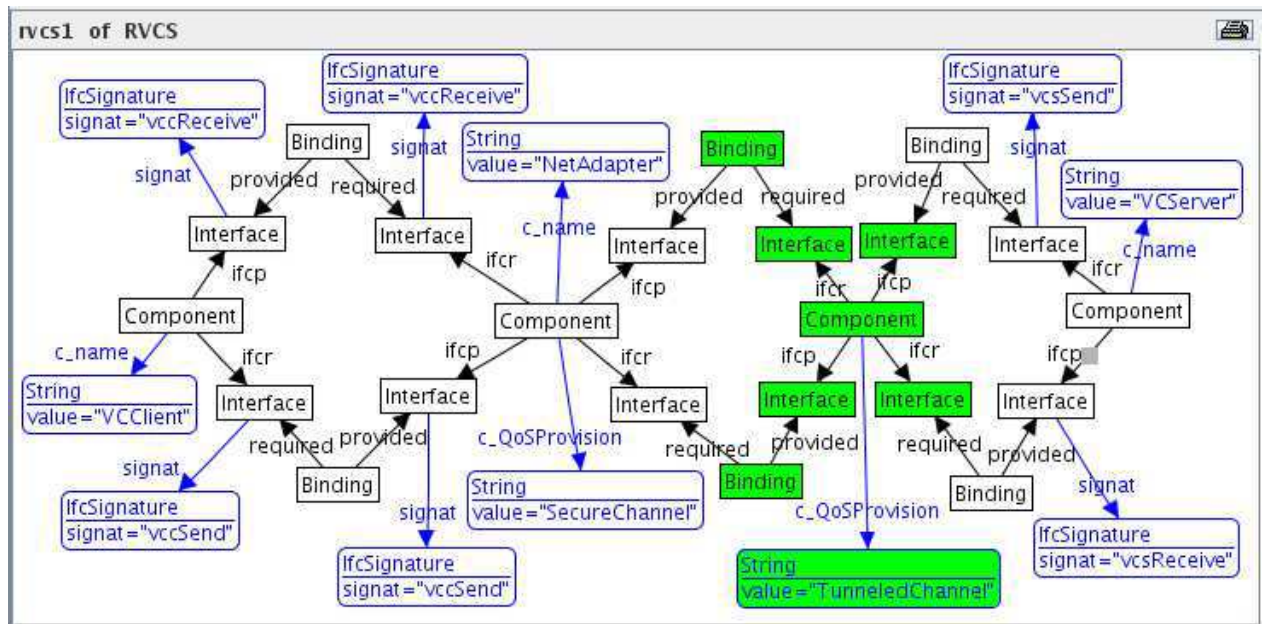 rvcs1 of RVCS
IfcSignature
signat="vccReceive"
IfcSignature
signat="vccReceive"
IfcSignature
signat="vcsSend"
Binding
String
value="NetAdapter"
Binding
Binding
String
value="VCServer"
signat
signat
signat
provided
required
provided
required
provided
required
Interface
Interface
c_name
Interface
Interface
Interface
Interface
c_name
ifcp
ifcr
ifcp
ifcr
ifcp
ifcr
Component
Component
Component
Component
c_name
ifcr
ifcp
ifcr
ifcp
ifcr
ifcp
String
value="VCClient"
Interface
Interface
Interface
Interface
Interface
Interface
required
provided
c_QoSProvision
required
provided
required
provided
signat
Binding
signat
String
value="SecureChannel"
Binding
Binding
signat
c_QoSProvision
IfcSignature
signat="vccSend"
IfcSignature
signat="vccSend"
String
value="TunneledChannel"
IfcSignature
signat="vcsReceive"